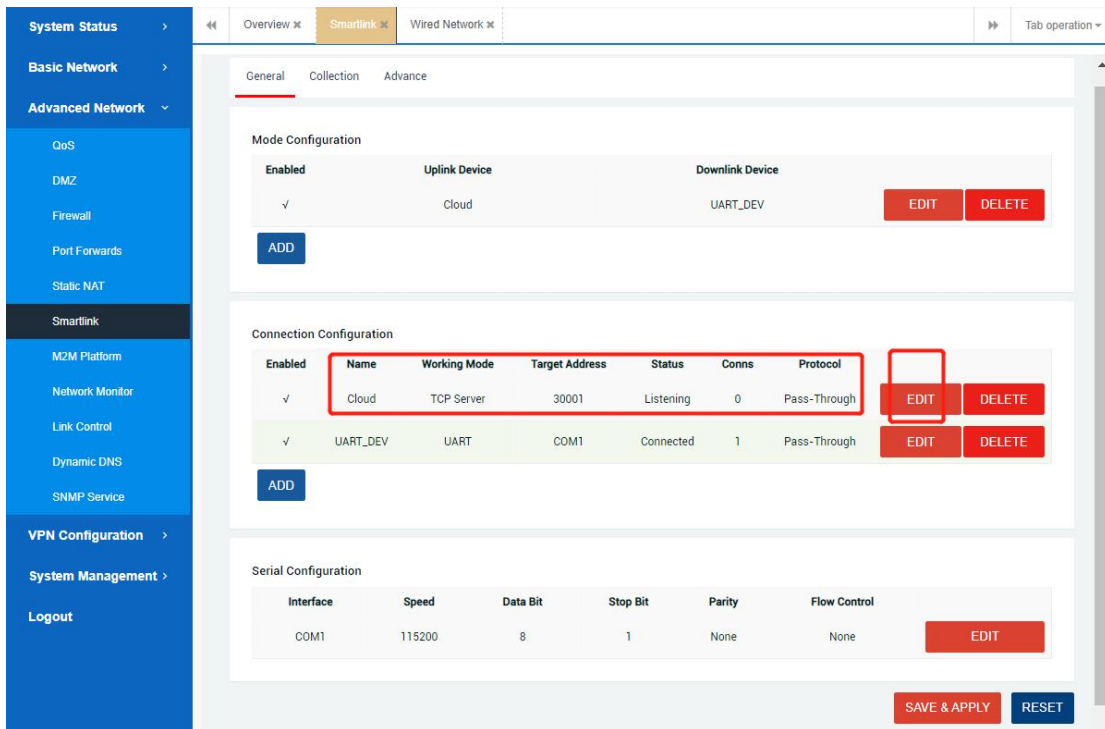 System Status
Overview Smartlink Wired Network Tab operation
Basic Network
General Collection Advance
Advanced Network
QoS
DMZ
Firewall
Port Forwards
Static NAT
Smartlink
M2M Platform
Network Monitor
Link Control
Dynamic DNS
SNMP Service
VPN Configuration
System Management
Logout
Mode Configuration
Enabled Uplink Device Downlink Device
√ Cloud UART_DEV EDIT DELETE
ADD
Connection Configuration
Enabled Name Working Mode Target Address Status Conns Protocol
√ Cloud TCP Server 30001 Listening 0 Pass-Through EDIT DELETE
√ UART_DEV UART COM1 Connected 1 Pass-Through EDIT DELETE
ADD
Serial Configuration
Interface Speed Data Bit Stop Bit Parity Flow Control
COM1 115200 8 1 None None EDIT
SAVE & APPLY RESET